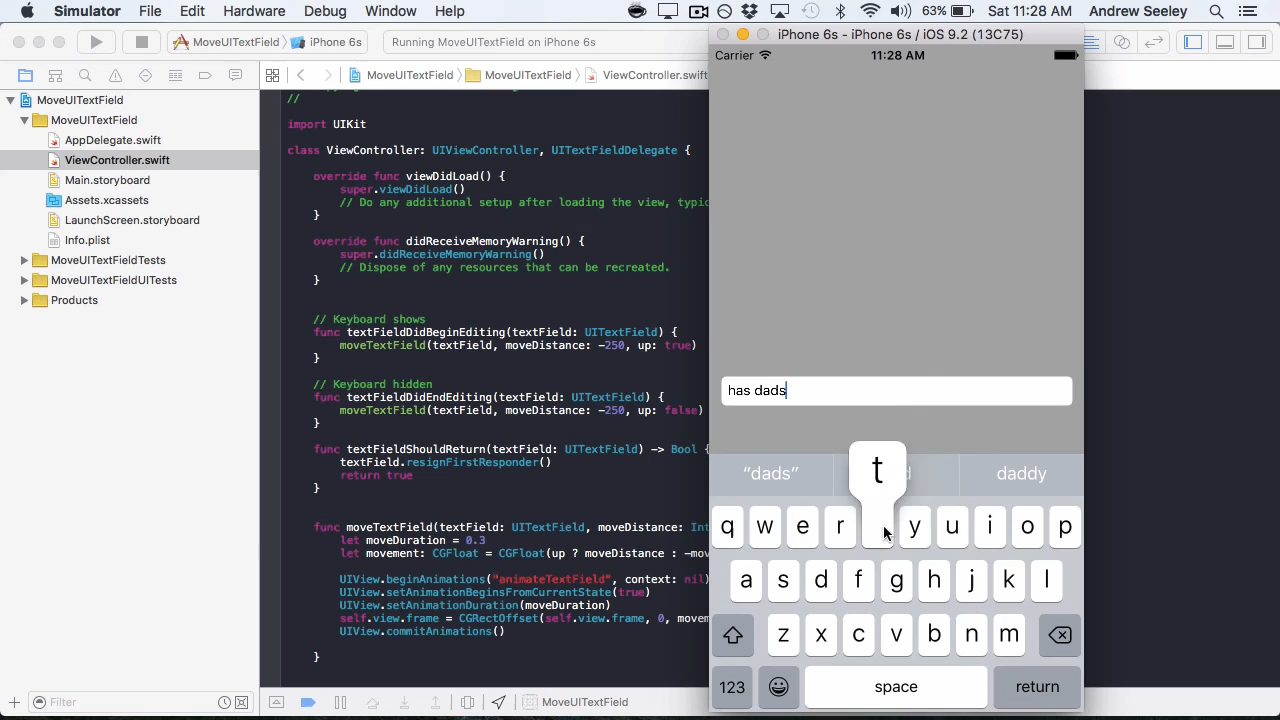 Simulator File Edit Hardware Debug Window Help 63% Sat 11:28 AM Andrew Seeley
MoveUITextField iPhone 6s Running MoveUITextField on iPhone 6s
iPhone 6s - iPhone 6s / iOS 9.2 (13C75)
MoveUITextField MoveUITextField ViewController.swift
MoveUITextField
MoveUITextField
AppDelegate.swift
ViewController.swift
Main.storyboard
Assets.xcassets
LaunchScreen.storyboard
Info.plist
MoveUITextFieldTests
MoveUITextFieldUITests
Products
Filter
//
import UIKit
class ViewController: UIViewController, UITextFieldDelegate {
override func viewDidLoad() {
super.viewDidLoad()
// Do any additional setup after loading the view, typic
}
override func didReceiveMemoryWarning() {
super.didReceiveMemoryWarning()
// Dispose of any resources that can be recreated.
}
// Keyboard shows
func textFieldDidBeginEditing(textField: UITextField) {
moveTextField(textField, moveDistance: -250, up: true)
}
// Keyboard hidden
func textFieldDidEndEditing(textField: UITextField) {
moveTextField(textField, moveDistance: -250, up: false)
}
func textFieldShouldReturn(textField: UITextField) -> Bool {
textField.resignFirstResponder()
return true
}
func moveTextField(textField: UITextField, moveDistance: Int
let moveDuration = 0.3
let movement: CGFloat = CGFloat(up ? moveDistance : -mov
UIView.beginAnimations("animateTextField", context: nil)
UIView.setAnimationBeginsFromCurrentState(true)
UIView.setAnimationDuration(moveDuration)
self.view.frame = CGRectOffset(self.view.frame, 0, movem
UIView.commitAnimations()
}
MoveUITextField
Carrier 11:28 AM
has dads
“dads” daddy
t
q w e r y u i o p
a s d f g h j k l
z x c v b n m
123 space return